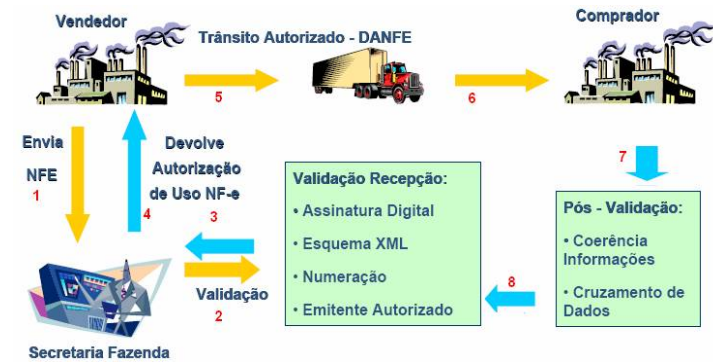 Vendedor
Comprador
Trânsito Autorizado - DANFE
5
6
Envia
NFE
1
4
Devolve
Autorização
de Uso NF-e
3
Validação
2
Secretaria Fazenda
Validação Recepção:
• Assinatura Digital
• Esquema XML
• Numeração
• Emitente Autorizado
7
Pós - Validação:
• Coerência
Informações
• Cruzamento de
Dados
8